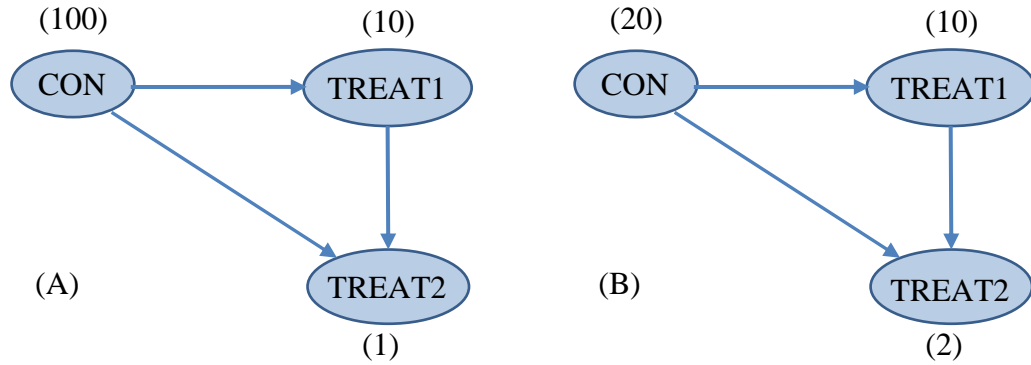 (100)
(10)
CON
TREAT1
(A)
TREAT2
(1)
(20)
(10)
CON
TREAT1
(B)
TREAT2
(2)